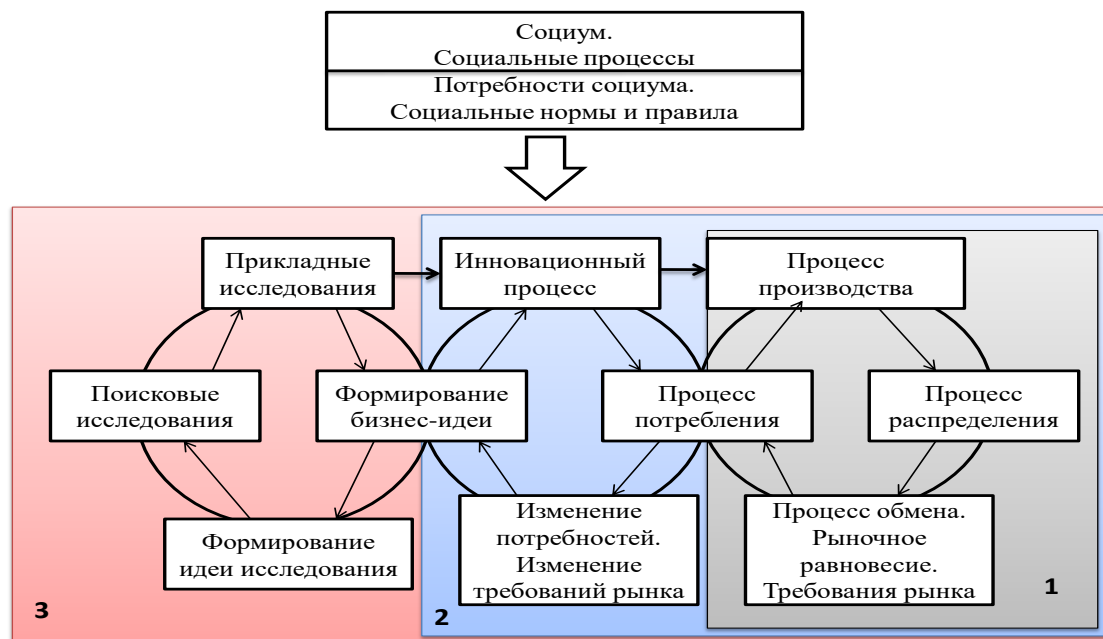 Социум.
Социальные процессы
Потребности социума.
Социальные нормы и правила
Прикладные
исследования
Инновационный
процесс
Процесс
производства
Поисковые
исследования
Формирование
бизнес-идеи
Процесс
потребления
Процесс
распределения
Формирование
идеи исследования
Изменение
потребностей.
Изменение
требований рынка
Процесс обмена.
Рыночное
равновесие.
Требования рынка
3
2
1